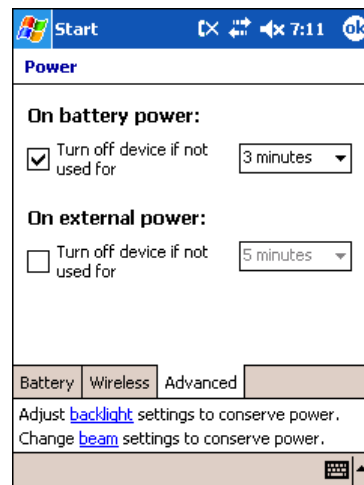 Start 7:11 ok
Power
On battery power:
Turn off device if not
used for
3 minutes
On external power:
Turn off device if not
used for
5 minutes
Battery Wireless Advanced
Adjust backlight settings to conserve power.
Change beam settings to conserve power.